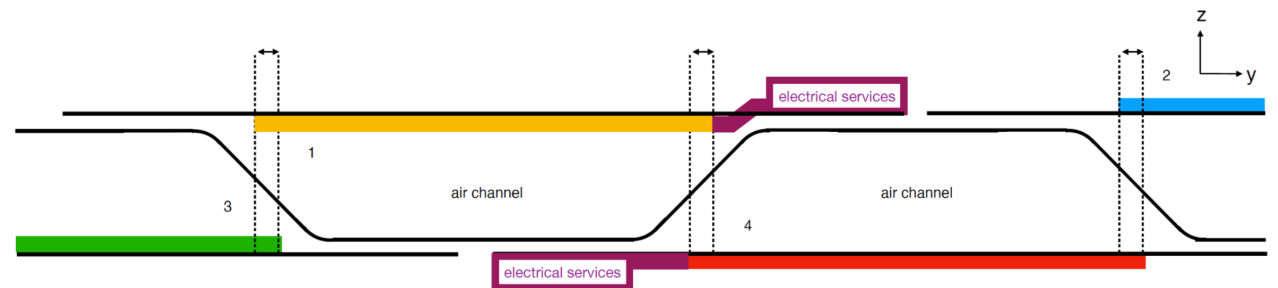 z
y
2
electrical services
1
air channel
air channel
3
4
electrical services